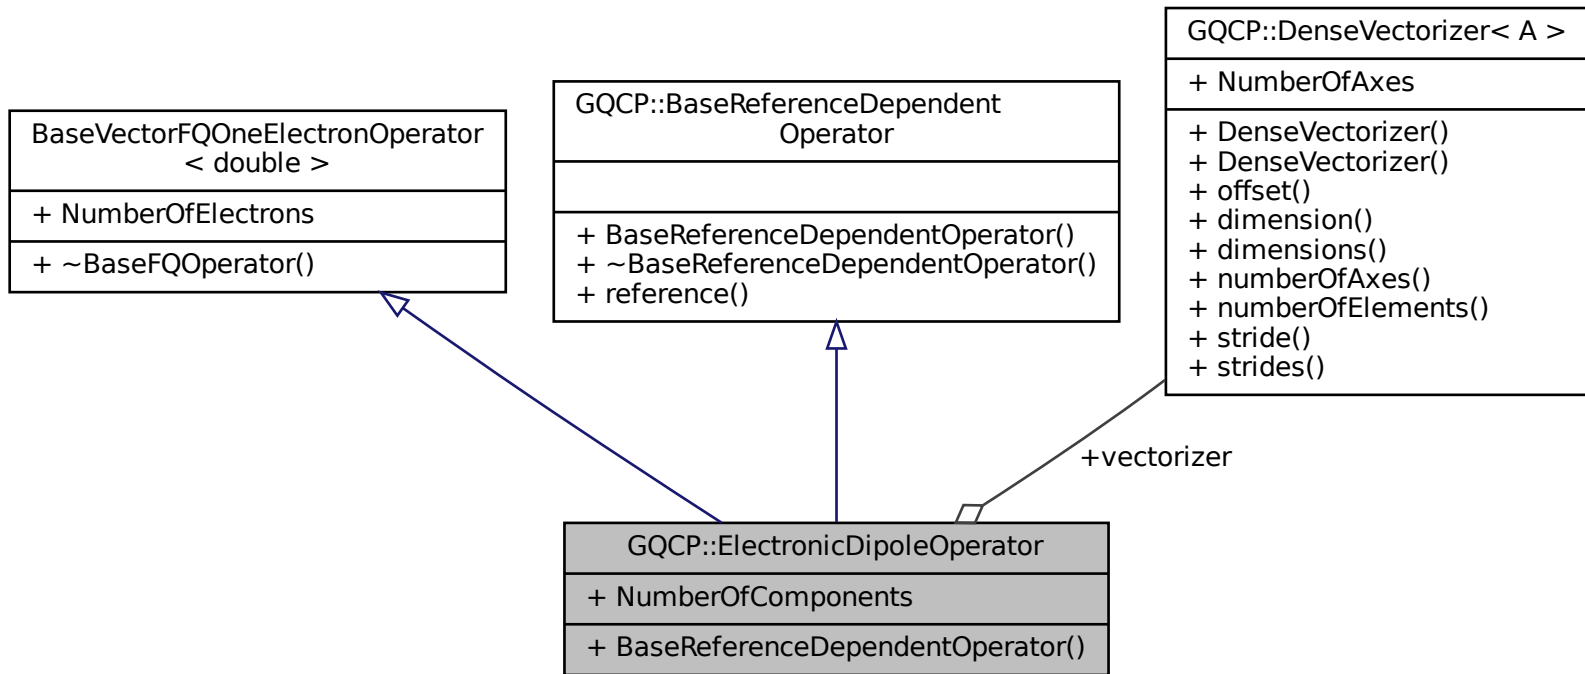 BaseVectorFQOneElectronOperator
< double >
+ NumberOfElectrons
+ ~BaseFQOperator()
GQCP::BaseReferenceDependent
Operator
+ BaseReferenceDependentOperator()
+ ~BaseReferenceDependentOperator()
+ reference()
GQCP::DenseVectorizer< A >
+ NumberOfAxes
+ DenseVectorizer()
+ DenseVectorizer()
+ offset()
+ dimension()
+ dimensions()
+ numberOfAxes()
+ numberOfElements()
+ stride()
+ strides()
+vectorizer
GQCP::ElectronicDipoleOperator
+ NumberOfComponents
+ BaseReferenceDependentOperator()